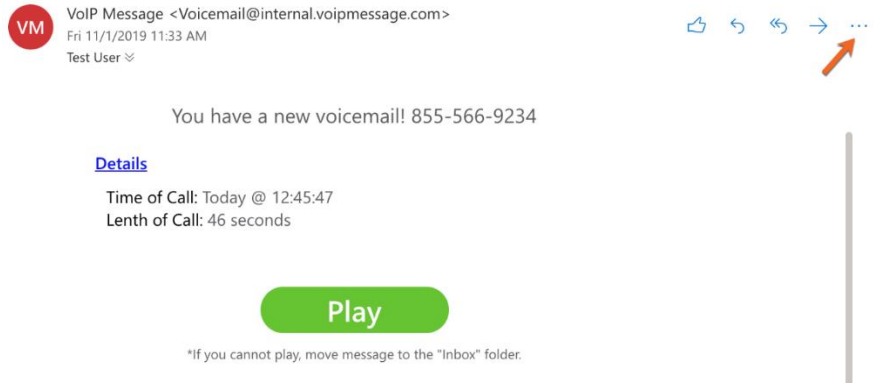 VM
VoIP Message <Voicemail@internal.voipmessage.com>
Fri 11/1/2019 11:33 AM
Test User
You have a new voicemail! 855-566-9234
Details
Time of Call: Today @ 12:45:47
Lenth of Call: 46 seconds
Play
*If you cannot play, move message to the "Inbox" folder.